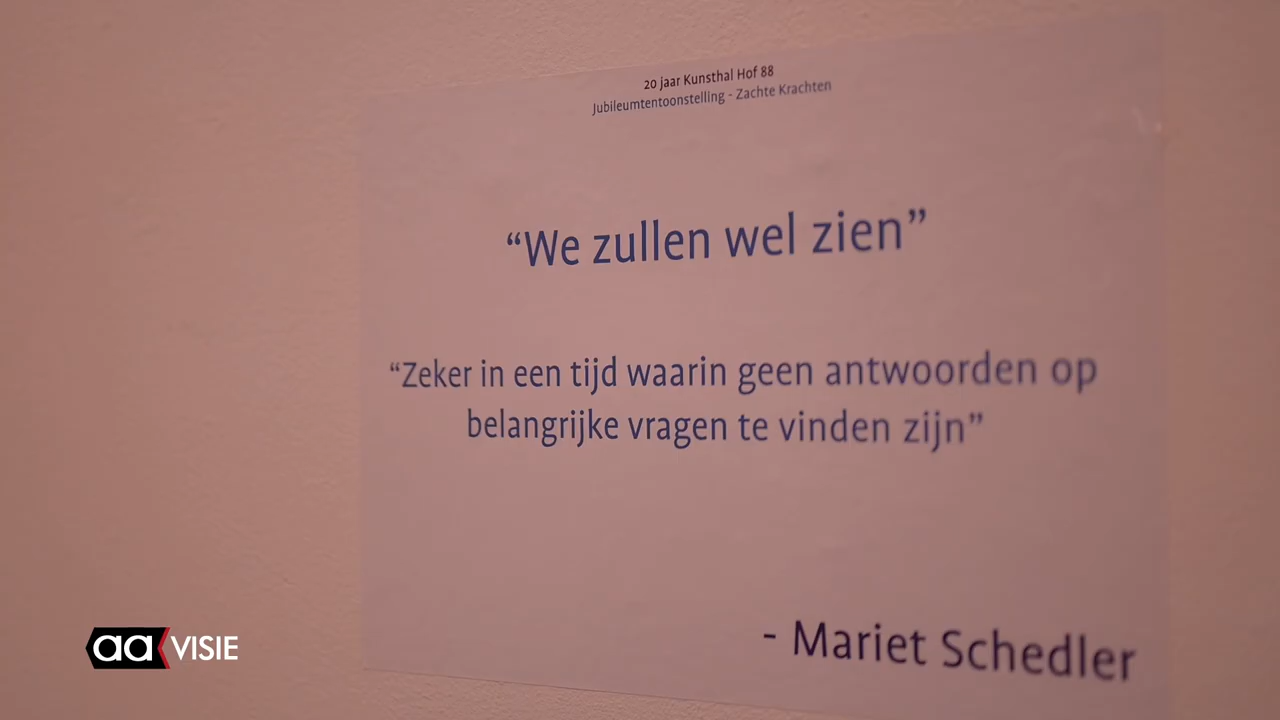 20 jaar Kunsthal Hof 88
Jubileumtentoonstelling - Zachte Krachten
“We zullen wel zien”
“Zeker in een tijd waarin geen antwoorden op
belangrijke vragen te vinden zijn”
- Mariet Schedler
aa VISIE